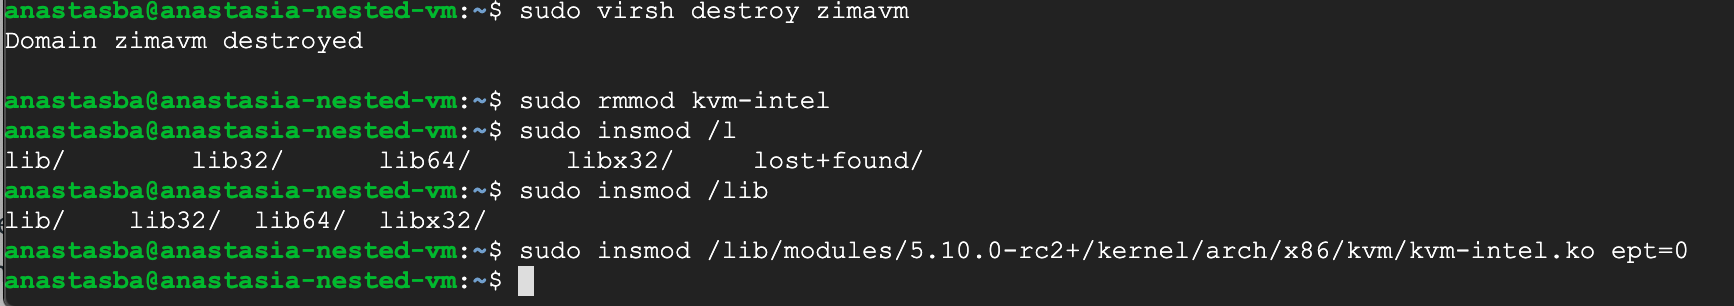 anastasba@anastasia-nested-vm:~$ sudo virsh destroy zimavm
Domain zimavm destroyed
anastasba@anastasia-nested-vm:~$ sudo rmmod kvm-intel
anastasba@anastasia-nested-vm:~$ sudo insmod /l
lib/ lib32/ lib64/ libx32/ lost+found/
anastasba@anastasia-nested-vm:~$ sudo insmod /lib
lib/ lib32/ lib64/ libx32/
anastasba@anastasia-nested-vm:~$ sudo insmod /lib/modules/5.10.0-rc2+/kernel/arch/x86/kvm/kvm-intel.ko ept=0
anastasba@anastasia-nested-vm:~$